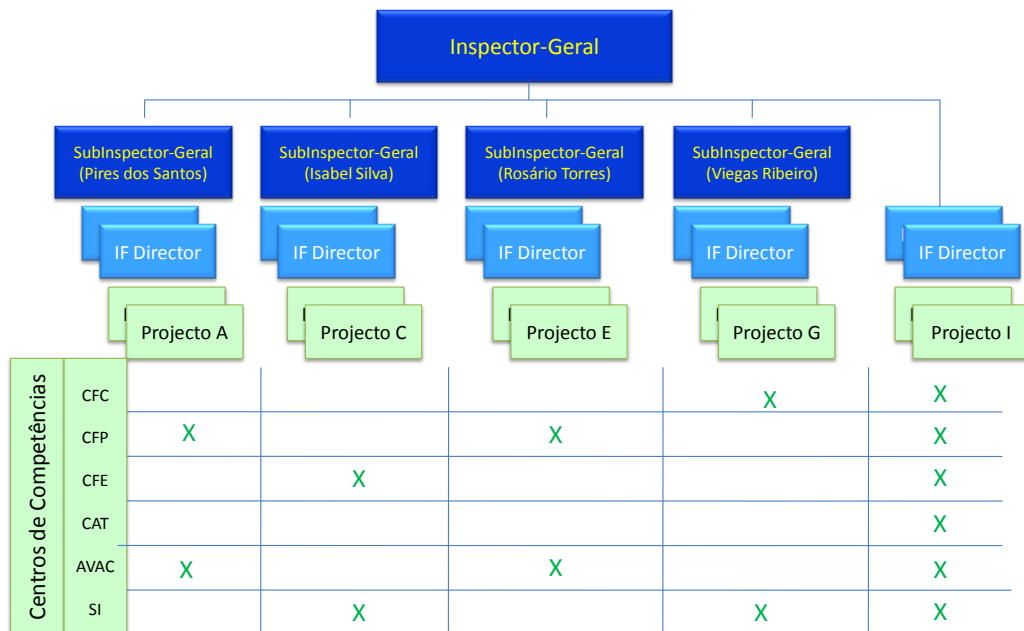 Inspector-Geral
SubInspector-Geral
(Pires dos Santos)
SubInspector-Geral
(Isabel Silva)
SubInspector-Geral
(Rosário Torres)
SubInspector-Geral
(Viegas Ribeiro)
IF Director
IF Director
IF Director
IF Director
IF Director
Projecto A
Projecto C
Projecto E
Projecto G
Projecto I
Centros de Competências
CFC
X
X
CFP
X
X
X
CFE
X
X
CAT
X
AVAC
X
X
X
SI
X
X
X